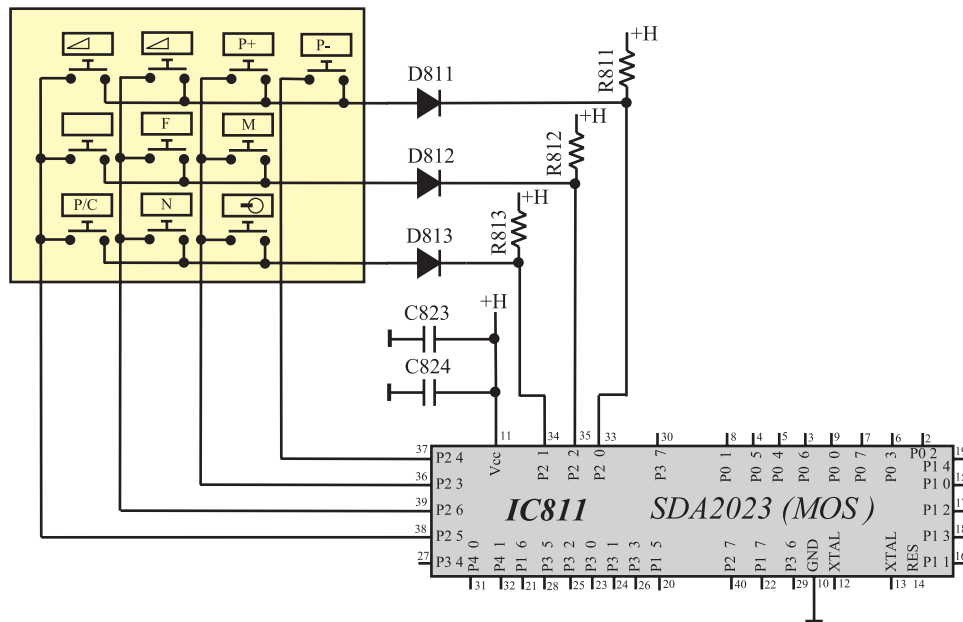 P+ P-
F M
P/C N
D811
D812
D813
R811
R812
R813
+H
+H
+H
+H
C823
C824
37 36 39 38 27
11 34 35 33 30 8 4 5 3 9 7 6 2
19 15 17 18 16
P2 4
P2 3
P2 6
P2 5
P3 4
Vcc P2 1 P2 2 P2 0 P3 7 P0 1 P0 5 P0 4 P0 6 P0 0 P0 7 P0 3 P0 2
P1 4
P1 0
P1 2
P1 3
P1 1
IC811 SDA2023 (MOS )
P4 0 P4 1 P1 6 P3 5 P3 2 P3 0 P3 1 P3 3 P1 5 P2 7 P1 7 P3 6 GND XTAL XTAL RES
31 32 21 28 25 23 24 26 20 40 22 29 10 12 13 14